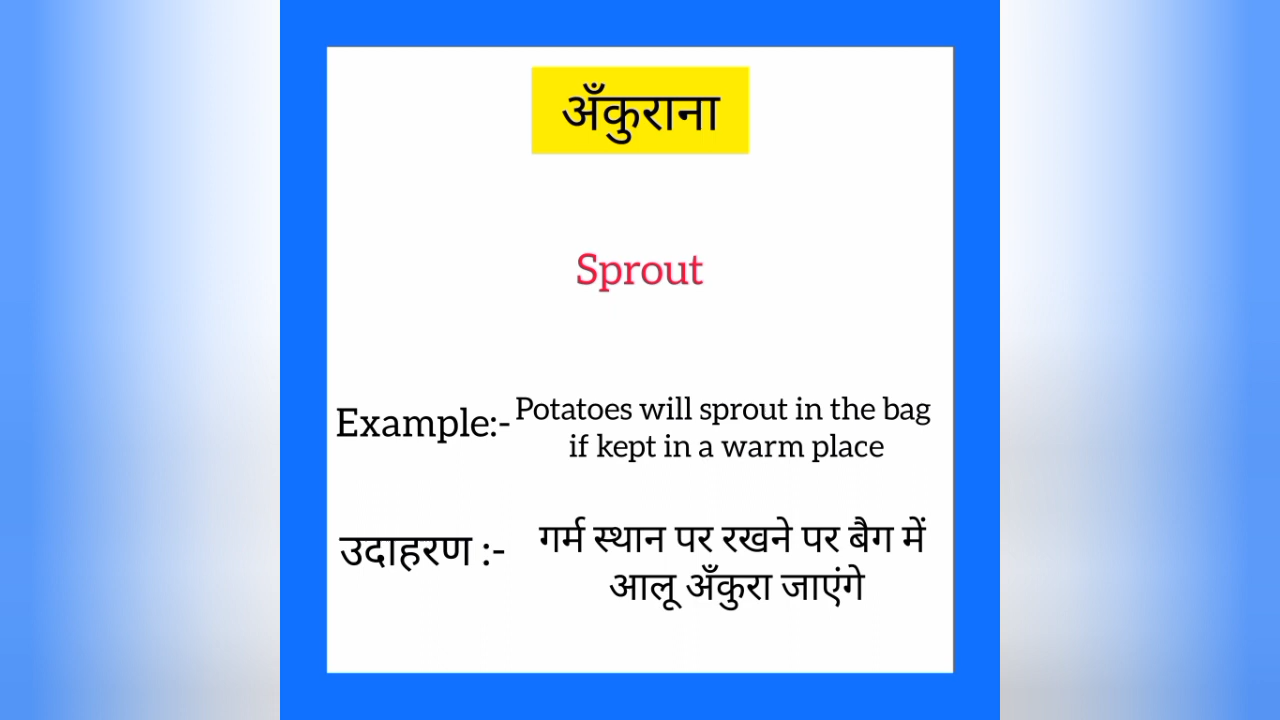 अँकुराना
Sprout
Example:- Potatoes will sprout in the bag
if kept in a warm place
उदाहरण :- गर्म स्थान पर रखने पर बैग में
आलू अँकुरा जाएंगे